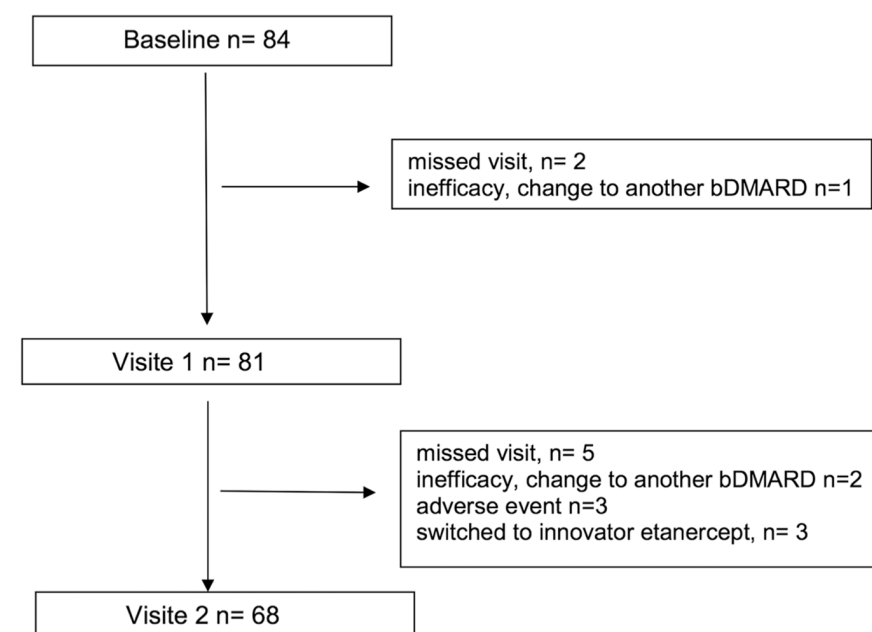 Baseline n= 84
missed visit, n= 2
inefficacy, change to another bDMARD n=1
Visite 1 n= 81
missed visit, n= 5
inefficacy, change to another bDMARD n=2
adverse event n=3
switched to innovator etanercept, n= 3
Visite 2 n= 68